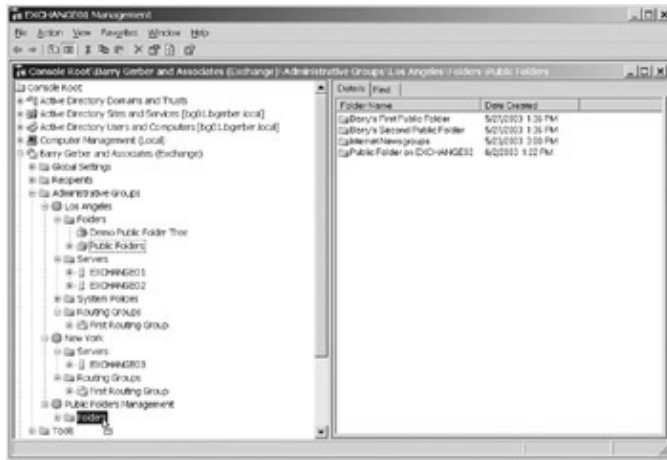 EXCHANGE01 Management
File Action View Favorites Window Help
Console Root\Barry Gerber and Associates (Exchange)\Administrative Groups\Los Angeles\Folders\Public Folders
Console Root
Active Directory Domains and Trusts
Active Directory Sites and Services [bg01.bgerber.local]
Active Directory Users and Computers [bg01.bgerber.local]
Computer Management (Local)
Barry Gerber and Associates (Exchange)
Global Settings
Recipients
Administrative Groups
Los Angeles
Folders
Demo Public Folder Tree
Public Folders
Servers
EXCHANGE01
EXCHANGE02
System Policies
Routing Groups
First Routing Group
New York
Servers
EXCHANGE03
Routing Groups
First Routing Group
Public Folders Management
Folders
Tools
Details Find
Folder Name Date Created
Barry's First Public Folder 5/27/2003 1:35 PM
Barry's Second Public Folder 5/27/2003 1:36 PM
Internet Newsgroups 5/23/2003 3:08 PM
Public Folder on EXCHANGE02 6/2/2003 1:22 PM